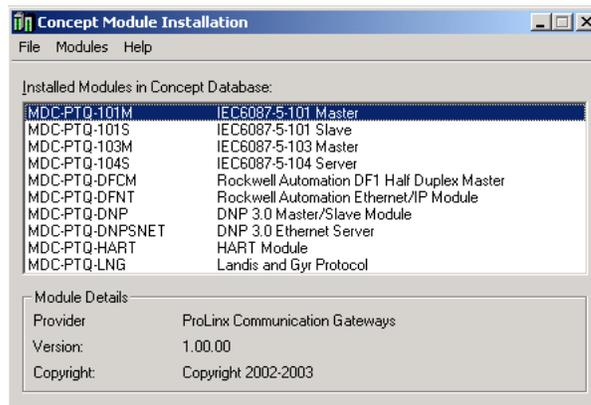 Concept Module Installation
File Modules Help
Installed Modules in Concept Database:
MDC-PTQ-101M IEC6087-5-101 Master
MDC-PTQ-101S IEC6087-5-101 Slave
MDC-PTQ-103M IEC6087-5-103 Master
MDC-PTQ-104S IEC6087-5-104 Server
MDC-PTQ-DFCM Rockwell Automation DF1 Half Duplex Master
MDC-PTQ-DFNT Rockwell Automation Ethernet/IP Module
MDC-PTQ-DNP DNP 3.0 Master/Slave Module
MDC-PTQ-DNPSNET DNP 3.0 Ethernet Server
MDC-PTQ-HART HART Module
MDC-PTQ-LNG Landis and Gyr Protocol
Module Details
Provider ProLinx Communication Gateways
Version: 1.00.00
Copyright: Copyright 2002-2003